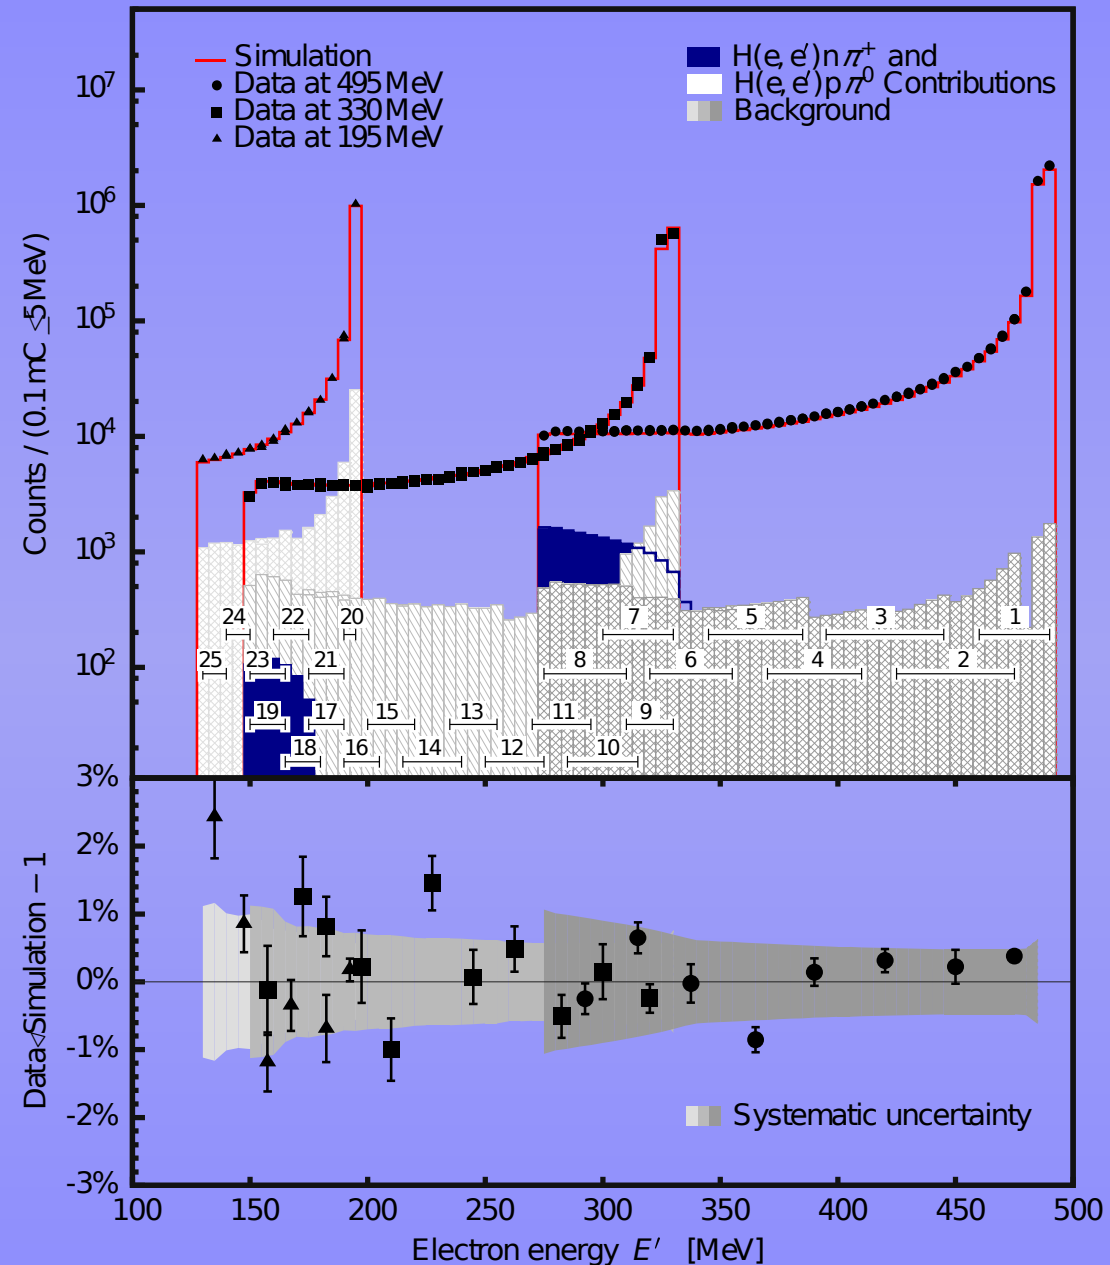 Simulation
Data at 495 MeV
Data at 330 MeV
Data at 195 MeV
H(e, e′)nπ⁺ and
H(e, e′)pπ⁰ Contributions
Background
Counts / (0.1 mC ≤5 MeV)
10⁷
10⁶
10⁵
10⁴
10³
10²
24 22 20 7 5 3 1
25 23 21 8 6 4 2
19 17 15 13 11 9
18 16 14 12 10
3%
2%
1%
0%
-1%
-2%
-3%
Data⊲Simulation − 1
Systematic uncertainty
100 150 200 250 300 350 400 450 500
Electron energy E′ [MeV]